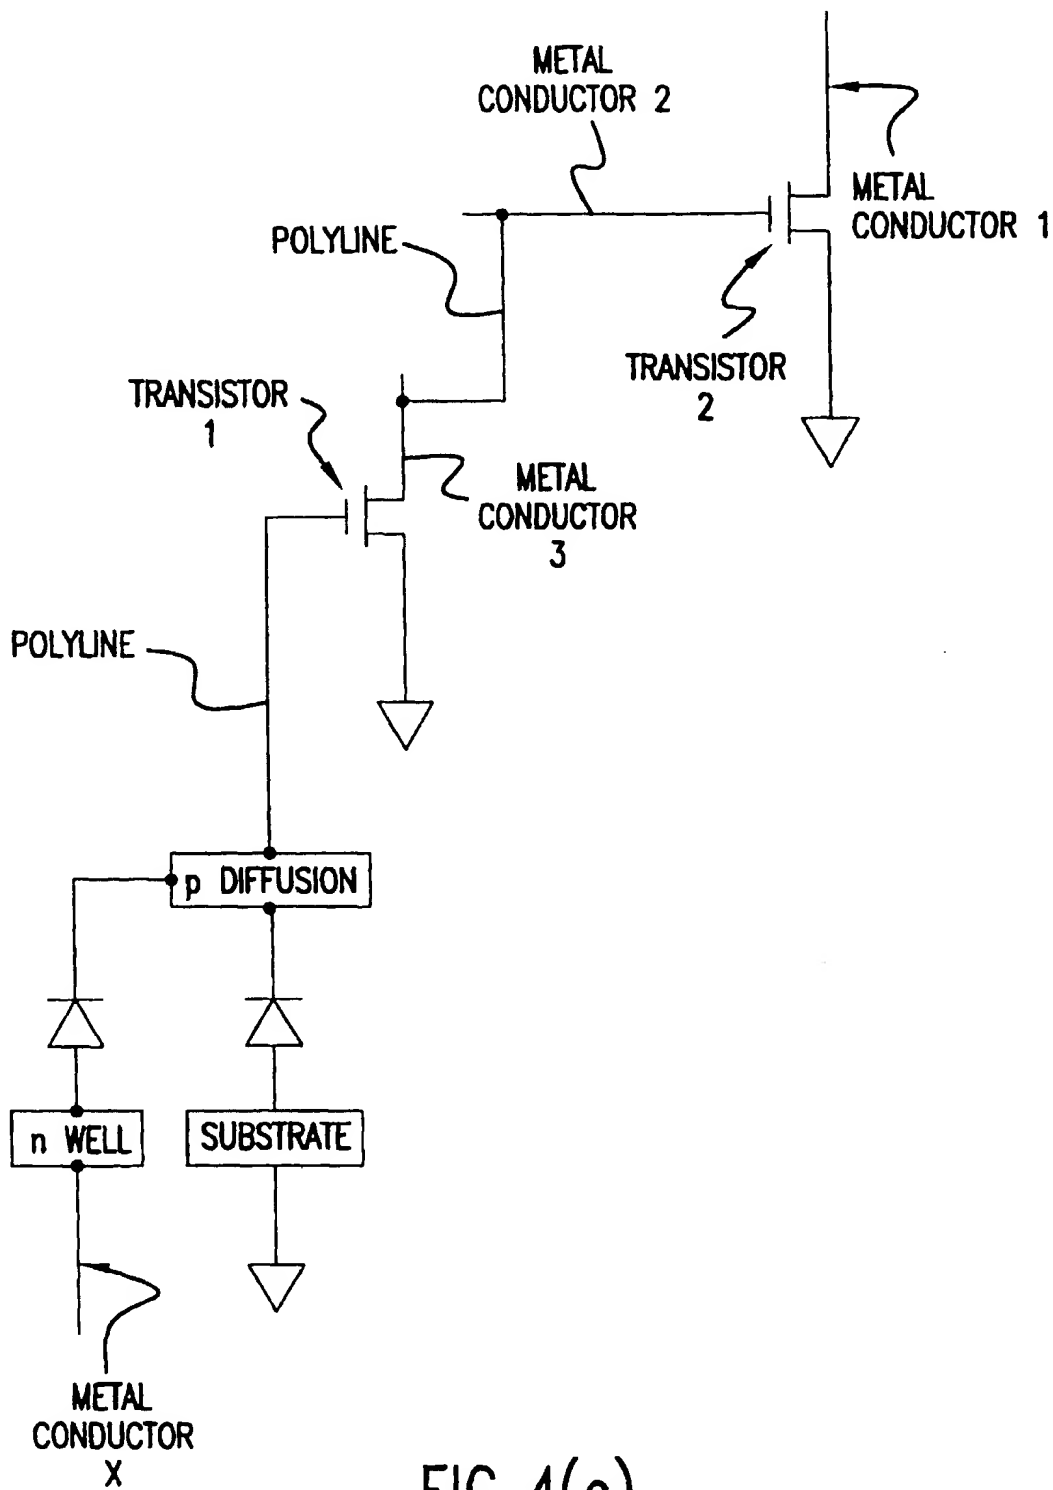 METAL
CONDUCTOR 2
METAL
CONDUCTOR 1
POLYLINE
TRANSISTOR
2
TRANSISTOR
1
METAL
CONDUCTOR
3
POLYLINE
p DIFFUSION
n WELL
SUBSTRATE
METAL
CONDUCTOR
X